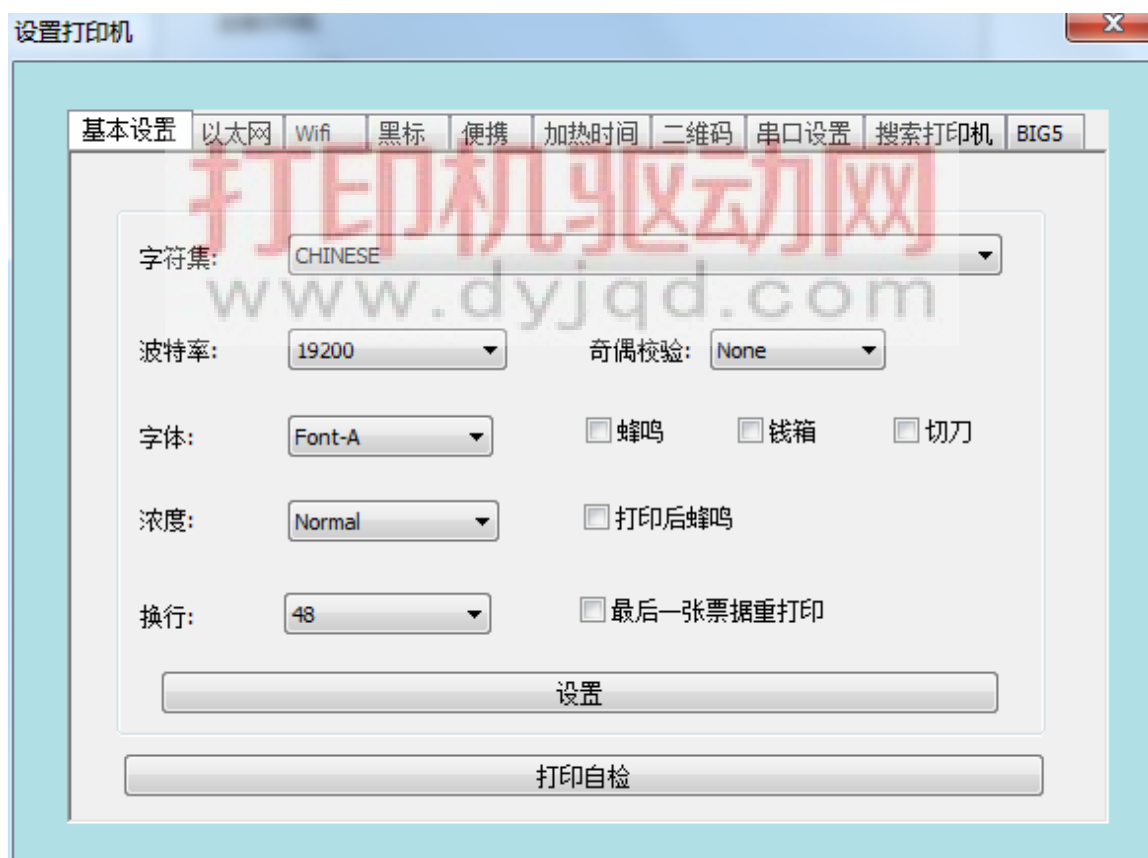 设置打印机
基本设置 以太网 Wifi 黑标 便携 加热时间 二维码 串口设置 搜索打印机 BIG5
打印机驱动网
字符集: CHINESE
www.dyjqd.com
波特率: 19200 奇偶校验: None
字体: Font-A 蜂鸣 钱箱 切刀
浓度: Normal 打印后蜂鸣
换行: 48 最后一张票据重打印
设置
打印自检